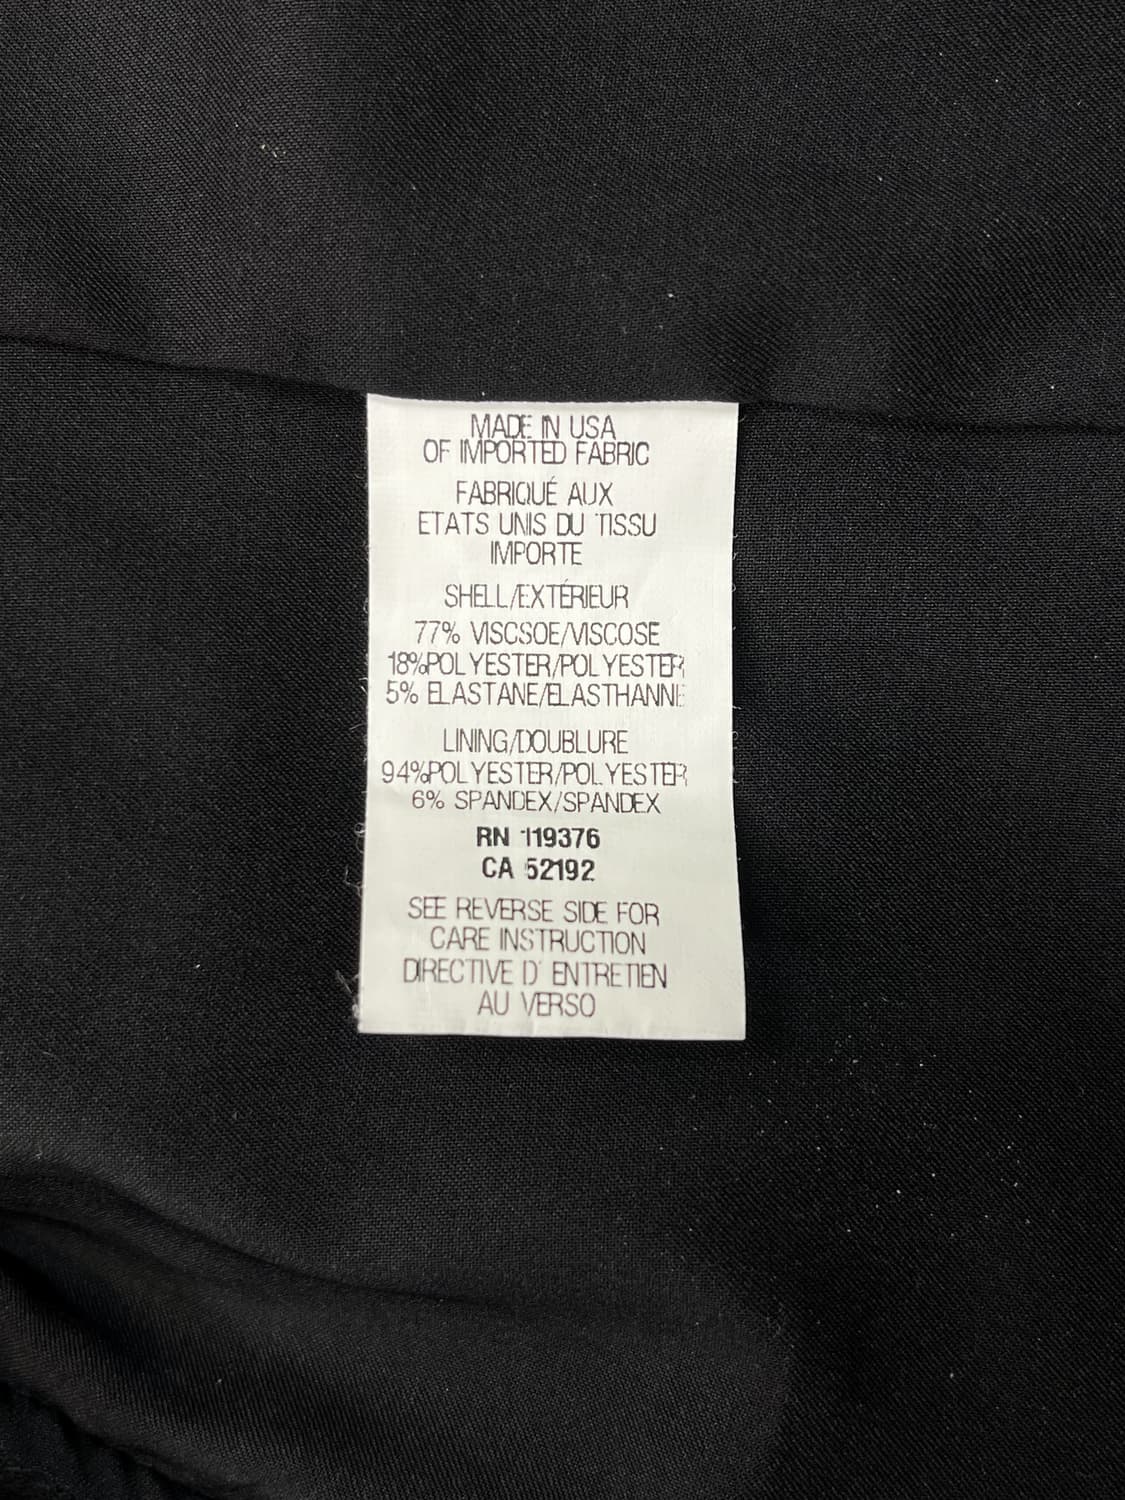 MADE IN USA
OF IMPORTED FABRIC
FABRIQUÉ AUX
ETATS UNIS DU TISSU
IMPORTE
SHELL/EXTÉRIEUR
77% VISCSOE/VISCOSE
18%POLYESTER/POLYESTER
5% ELASTANE/ELASTHANNE
LINING/DOUBLURE
94%POLYESTER/POLYESTER
6% SPANDEX/SPANDEX
RN 119376
CA 52192
SEE REVERSE SIDE FOR
CARE INSTRUCTION
DIRECTIVE D' ENTRETIEN
AU VERSO